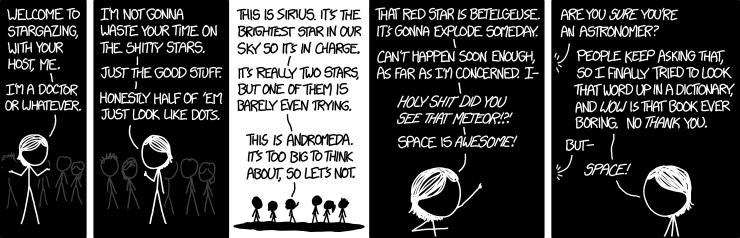 WELCOME TO
STARGAZING,
WITH YOUR
HOST, ME.
I'M A DOCTOR
OR WHATEVER.
I'M NOT GONNA
WASTE YOUR TIME ON
THE SHITTY STARS.
JUST THE GOOD STUFF.
HONESTLY HALF OF 'EM
JUST LOOK LIKE DOTS.
THIS IS SIRIUS. IT'S THE
BRIGHTEST STAR IN OUR
SKY SO IT'S IN CHARGE.
IT'S REALLY TWO STARS,
BUT ONE OF THEM IS
BARELY EVEN TRYING.
THIS IS ANDROMEDA.
IT'S TOO BIG TO THINK
ABOUT, SO LET'S NOT.
THAT RED STAR IS BETELGEUSE.
IT'S GONNA EXPLODE SOMEDAY.
CAN'T HAPPEN SOON ENOUGH,
AS FAR AS I'M CONCERNED. I-
HOLY SHIT DID YOU
SEE THAT METEOR?!?
SPACE IS AWESOME!
ARE YOU SURE YOU'RE
AN ASTRONOMER?
PEOPLE KEEP ASKING THAT,
SO I FINALLY TRIED TO LOOK
THAT WORD UP IN A DICTIONARY,
AND WOW IS THAT BOOK EVER
BORING. NO THANK YOU.
BUT-
SPACE!